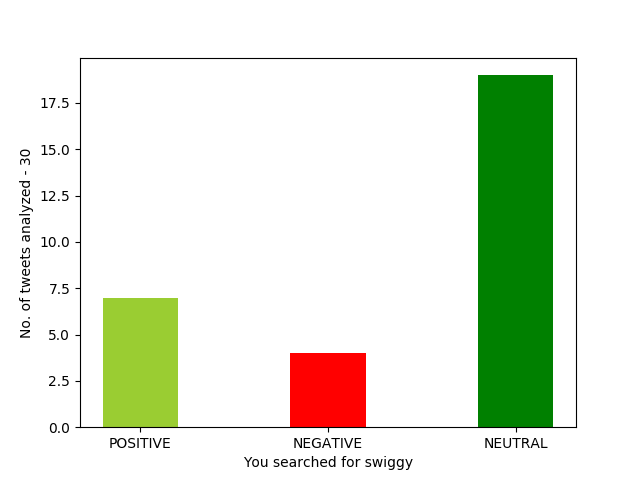 No. of tweets analyzed - 30
17.5
15.0
12.5
10.0
7.5
5.0
2.5
0.0
POSITIVE NEGATIVE NEUTRAL
You searched for swiggy